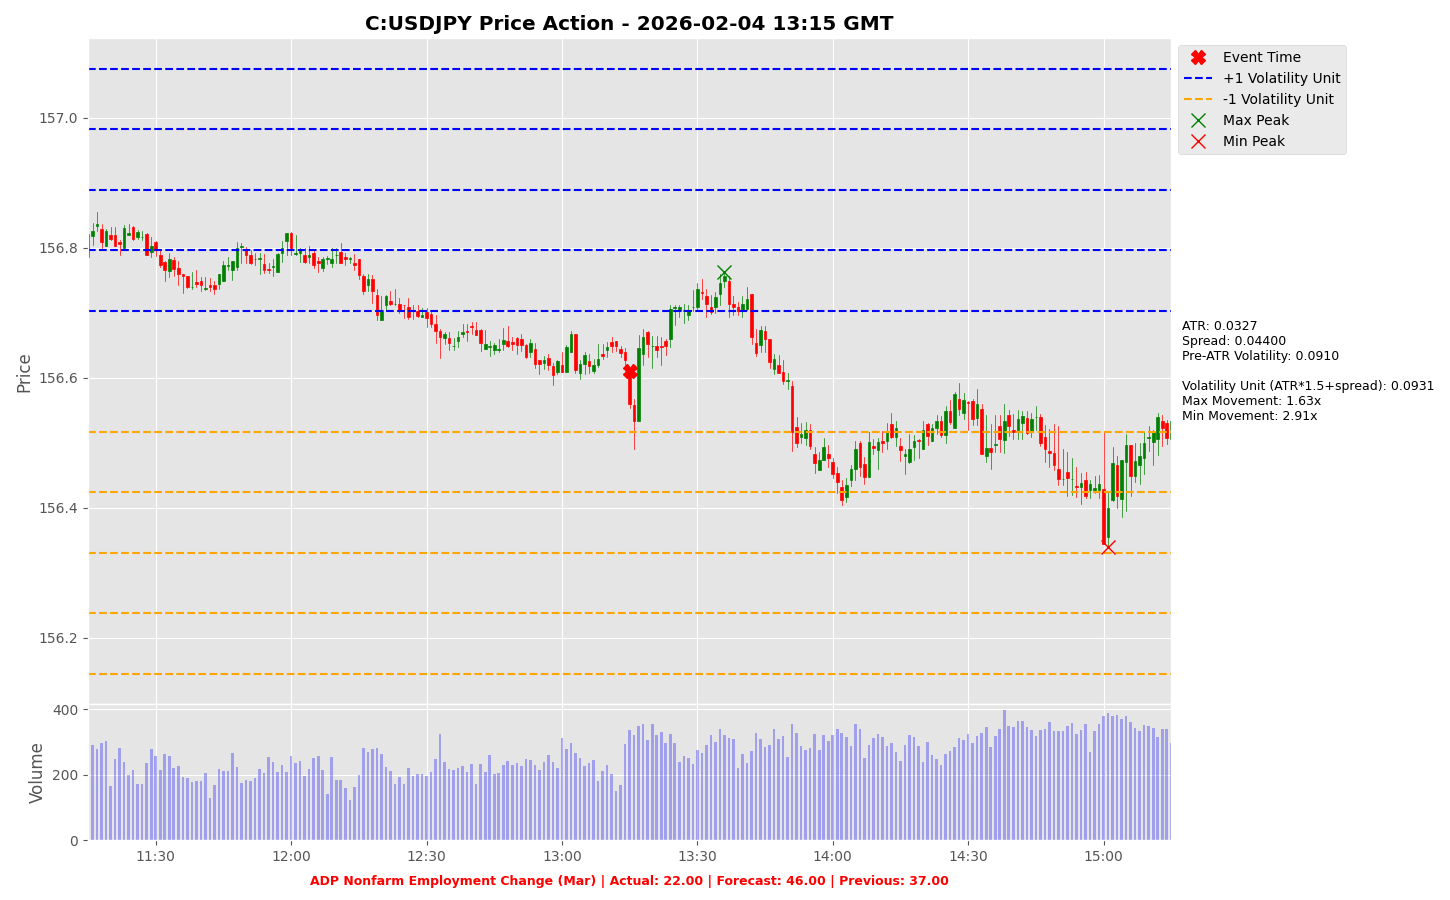 C:USDJPY Price Action - 2026-02-04 13:15 GMT
Event Time
+1 Volatility Unit
-1 Volatility Unit
Max Peak
Min Peak
157.0
156.8
156.6
156.4
156.2
Price
ATR: 0.0327
Spread: 0.04400
Pre-ATR Volatility: 0.0910
Volatility Unit (ATR*1.5+spread): 0.0931
Max Movement: 1.63x
Min Movement: 2.91x
400
200
0
Volume
11:30
12:00
12:30
13:00
13:30
14:00
14:30
15:00
ADP Nonfarm Employment Change (Mar) | Actual: 22.00 | Forecast: 46.00 | Previous: 37.00